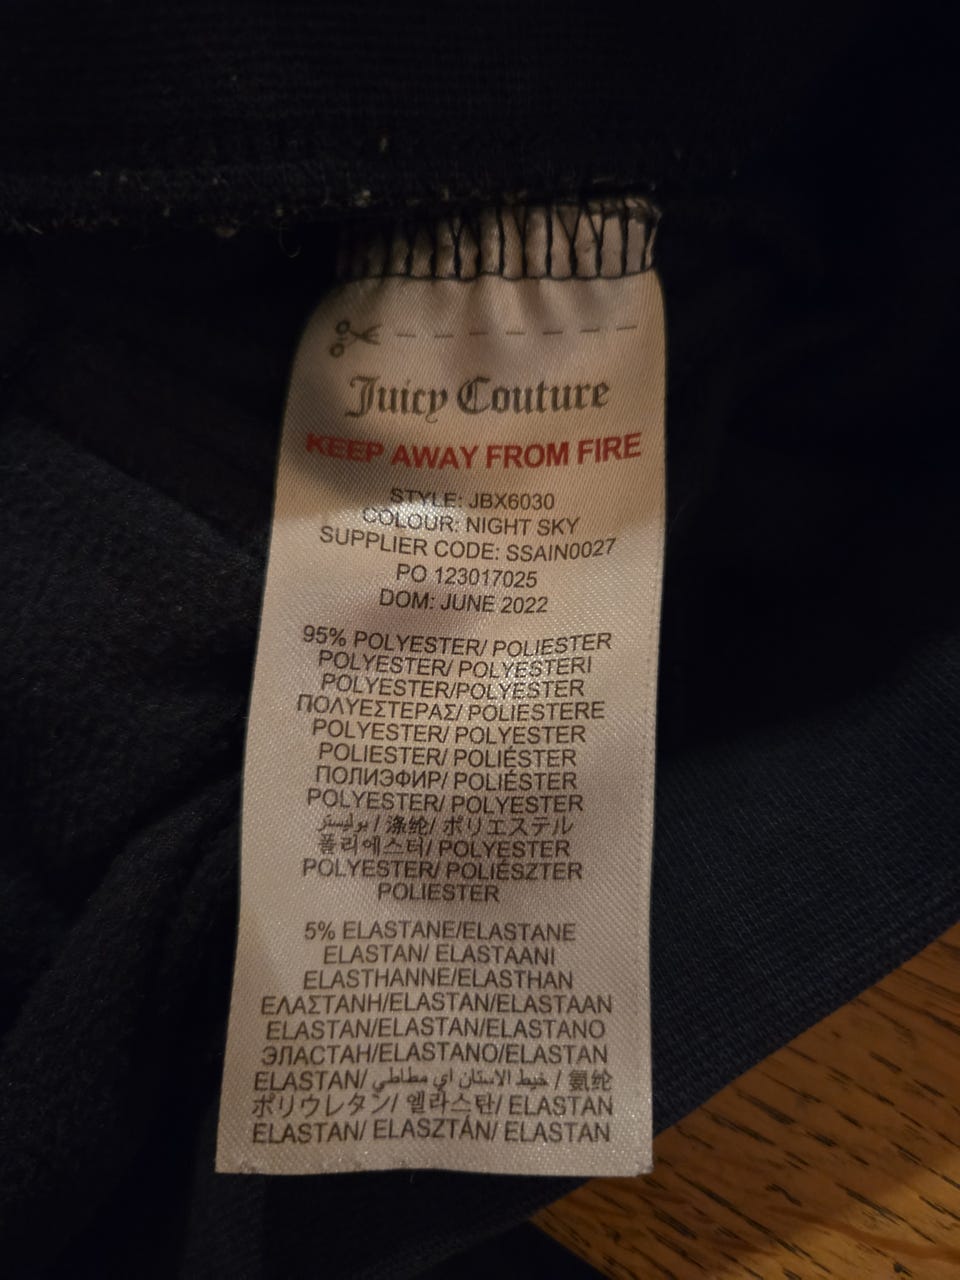 Juicy Couture
KEEP AWAY FROM FIRE
STYLE: JBX6030
COLOUR: NIGHT SKY
SUPPLIER CODE: SSAIN0027
PO 123017025
DOM: JUNE 2022
95% POLYESTER/ POLIESTER
POLYESTER/ POLYESTERI
POLYESTER/POLYESTER
ΠΟΛΥΕΣΤΕΡΑΣ/ POLIESTERE
POLYESTER/ POLYESTER
POLIESTER/ POLIÉSTER
ПОЛИЭФИР/ POLIÉSTER
POLYESTER/ POLYESTER
بوليستر / 涤纶/ ポリエステル
폴리에스터/ POLYESTER
POLYESTER/ POLIÉSZTER
POLIESTER
5% ELASTANE/ELASTANE
ELASTAN/ ELASTAANI
ELASTHANNE/ELASTHAN
ΕΛΑΣΤΑΝΗ/ELASTAN/ELASTAAN
ELASTAN/ELASTAN/ELASTANO
ЭЛАСТАН/ELASTANO/ELASTAN
ELASTAN/ خيط الاستان اي مطاطي / 氨纶
ポリウレタン/ 엘라스탄/ ELASTAN
ELASTAN/ ELASZTÁN/ ELASTAN